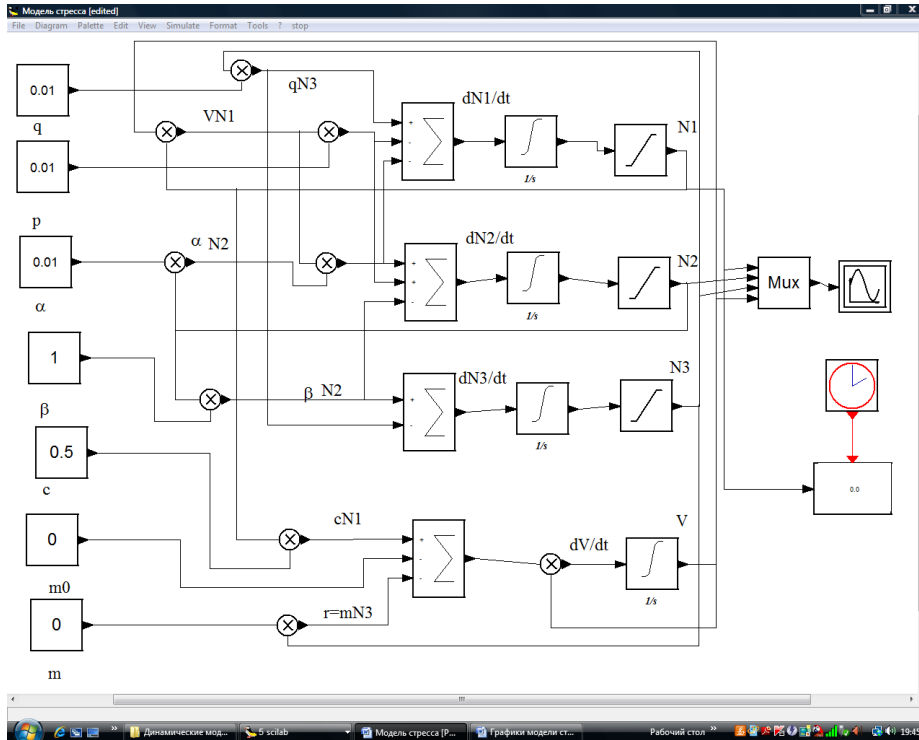 Модель стресса [edited]
File Diagram Palette Edit View Simulate Format Tools ? stop
0.01
q
qN3
VN1
dN1/dt
+
-
-
1/s
N1
0.01
p
0.01
α
α N2
dN2/dt
+
+
-
1/s
N2
Mux
1
β
β N2
dN3/dt
+
-
1/s
N3
0.5
c
cN1
+
-
-
dV/dt
V
1/s
0.0
0
m0
r=mN3
0
m
Динамические мод...
5 scilab
Модель стресса [Р...
Графики модели ст...
Рабочий стол